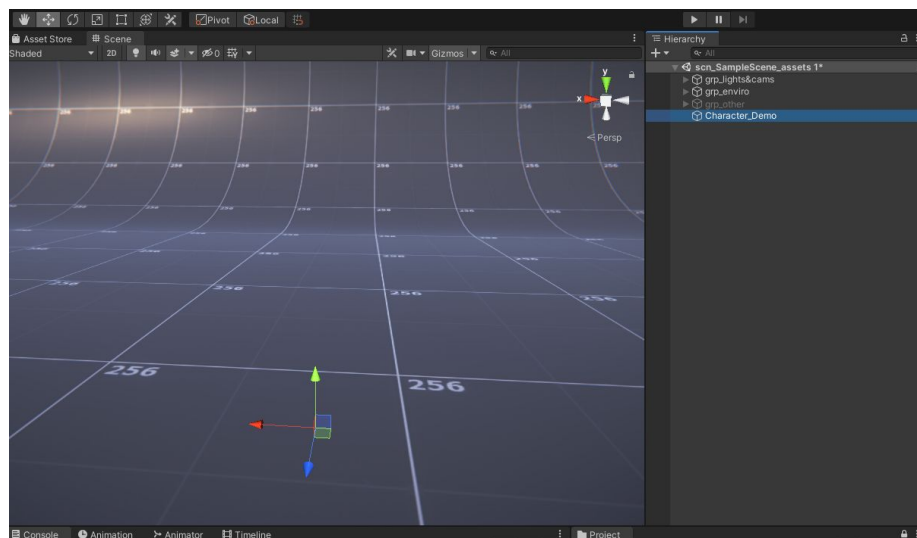 Pivot Local
Asset Store Scene
Shaded 2D 0 Gizmos All
y
x
Persp
256 256 256 256 256
256 256 256
256 256
Hierarchy
All
scn_SampleScene_assets 1*
grp_lights&cams
grp_enviro
grp_other
Character_Demo
Console Animation Animator Timeline Project